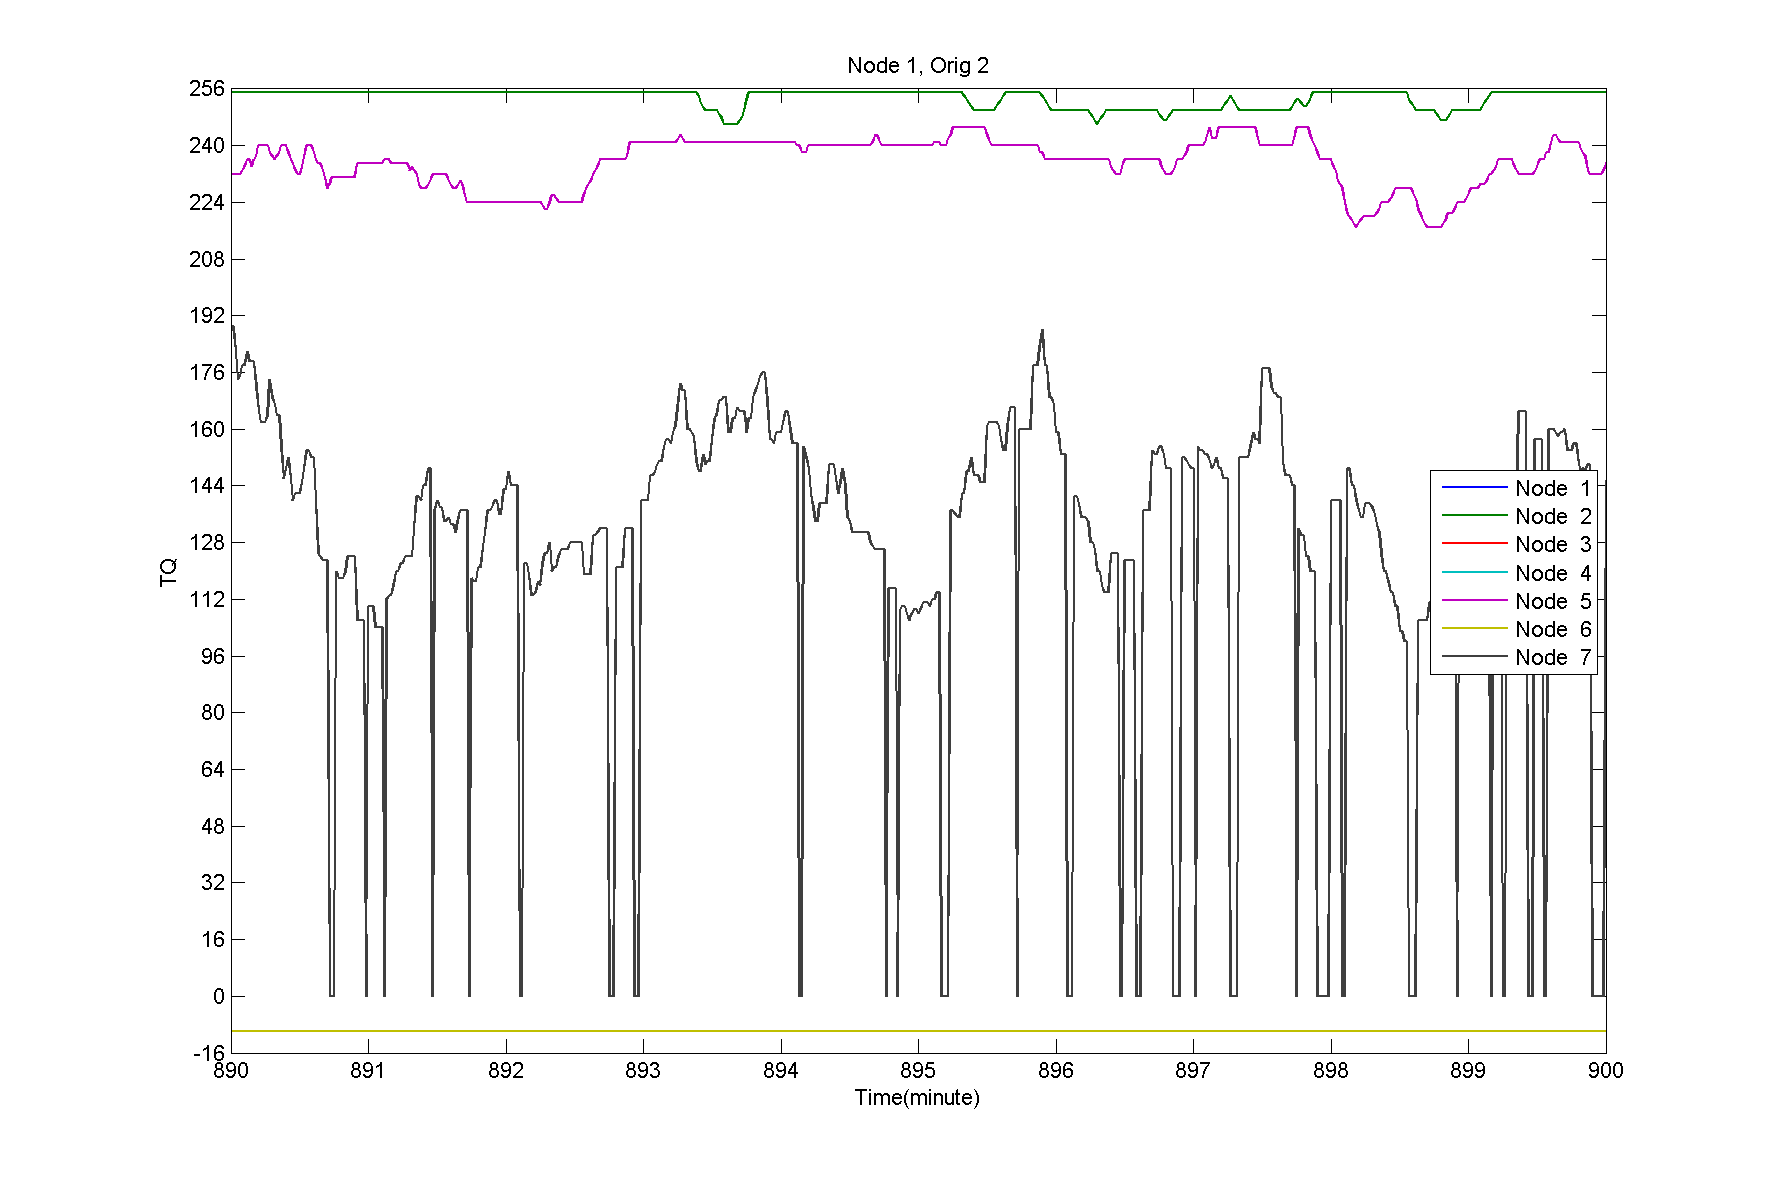 Node 1, Orig 2
256
240
224
208
192
176
160
144
128
112
96
80
64
48
32
16
0
-16
TQ
Node 1
Node 2
Node 3
Node 4
Node 5
Node 6
Node 7
890 891 892 893 894 895 896 897 898 899 900
Time(minute)